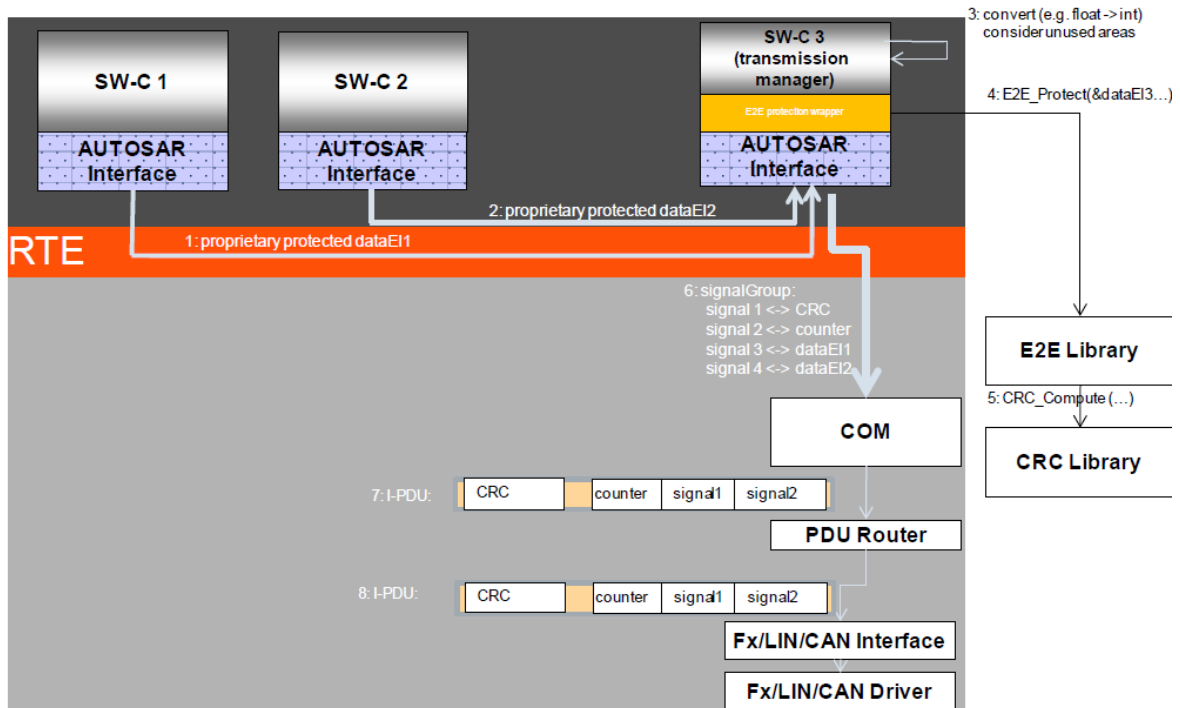 3: convert (e.g. float->int)
consider unused areas
SW-C 1
AUTOSAR
Interface
SW-C 2
AUTOSAR
Interface
SW-C 3
(transmission
manager)
E2E protection wrapper
AUTOSAR
Interface
4: E2E_Protect(&dataEl3...)
2: proprietary protected dataEl2
1: proprietary protected dataEl1
RTE
6: signalGroup:
signal 1 <-> CRC
signal 2 <-> counter
signal 3 <-> dataEl1
signal 4 <-> dataEl2
E2E Library
5: CRC_Compute (...)
CRC Library
COM
7: I-PDU:
CRC
counter
signal1
signal2
PDU Router
8: I-PDU:
CRC
counter
signal1
signal2
Fx/LIN/CAN Interface
Fx/LIN/CAN Driver